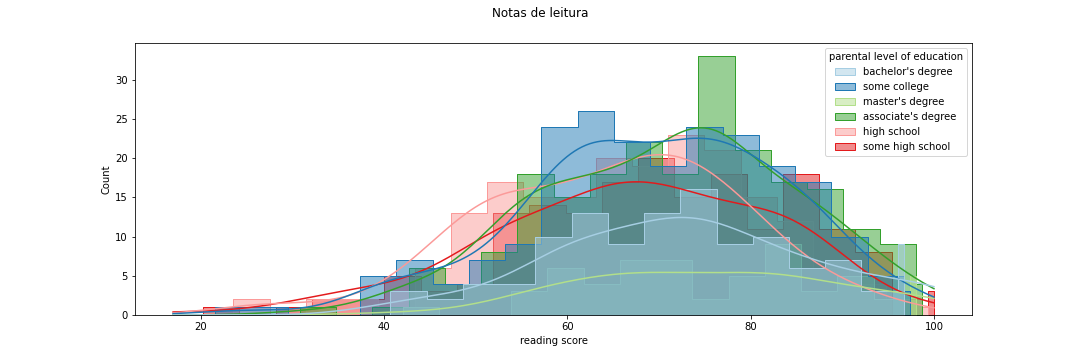 Notas de leitura
parental level of education
bachelor's degree
some college
master's degree
associate's degree
high school
some high school
Count
30
25
20
15
10
5
0
20 40 60 80 100
reading score